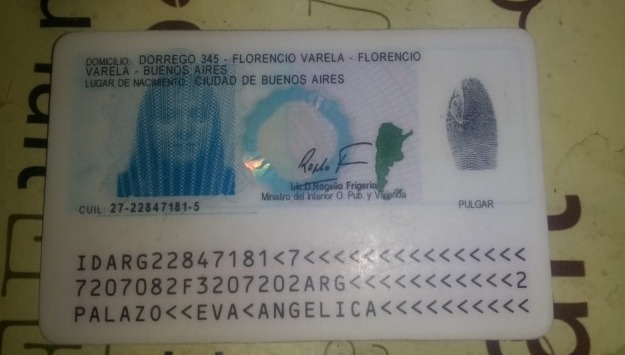 DOMICILIO: DORREGO 345 - FLORENCIO VARELA - FLORENCIO
VARELA - BUENOS AIRES
LUGAR DE NACIMIENTO: CIUDAD DE BUENOS AIRES
Lic.D.Rogelio Frigerio
Ministro del Interior O. Pub. y Vivienda
CUIL: 27-22847181-5
PULGAR
IDARG22847181<7<<<<<<<<<<<<<<<
7207082F3207202ARG<<<<<<<<<<<2
PALAZO<<EVA<ANGELICA<<<<<<<<<<